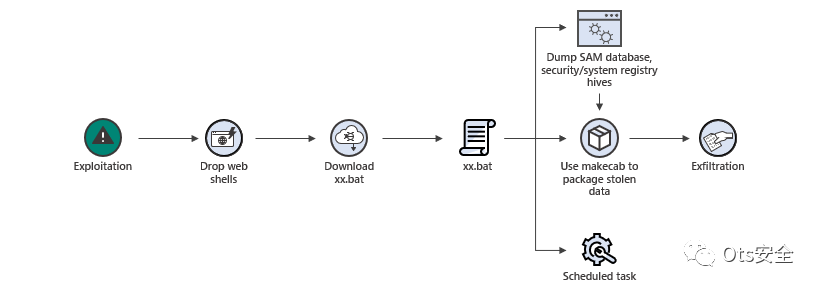 Dump SAM database,
security/system registry
hives
Exploitation
Drop web
shells
Download
xx.bat
xx.bat
Use makecab to
package stolen
data
Exfiltration
Scheduled task
Ots安全